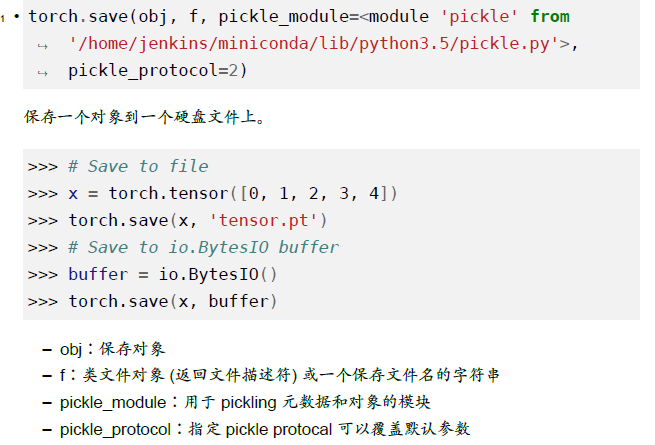 1 • torch.save(obj, f, pickle_module=<module 'pickle' from
↪ '/home/jenkins/miniconda/lib/python3.5/pickle.py'>,
↪ pickle_protocol=2)
保存一个对象到一个硬盘文件上。
>>> # Save to file
>>> x = torch.tensor([0, 1, 2, 3, 4])
>>> torch.save(x, 'tensor.pt')
>>> # Save to io.BytesIO buffer
>>> buffer = io.BytesIO()
>>> torch.save(x, buffer)
– obj：保存对象
– f：类文件对象 (返回文件描述符) 或一个保存文件名的字符串
– pickle_module：用于 pickling 元数据和对象的模块
– pickle_protocol：指定 pickle protocal 可以覆盖默认参数